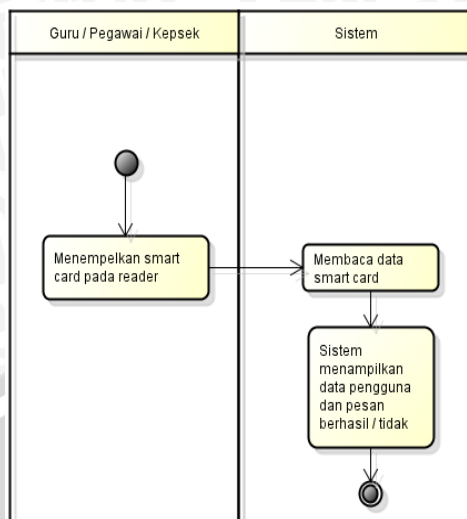 Guru / Pegawai / Kepsek
Sistem
Menempelkan smart
card pada reader
Membaca data
smart card
Sistem
menampilkan
data pengguna
dan pesan
berhasil / tidak